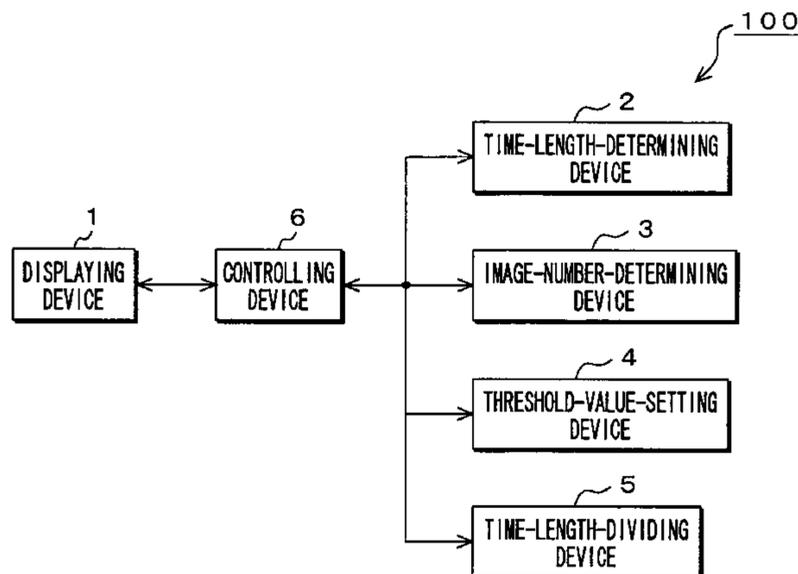 100
2
TIME-LENGTH-DETERMINING
DEVICE
1
DISPLAYING
DEVICE
6
CONTROLLING
DEVICE
3
IMAGE-NUMBER-DETERMINING
DEVICE
4
THRESHOLD-VALUE-SETTING
DEVICE
5
TIME-LENGTH-DIVIDING
DEVICE